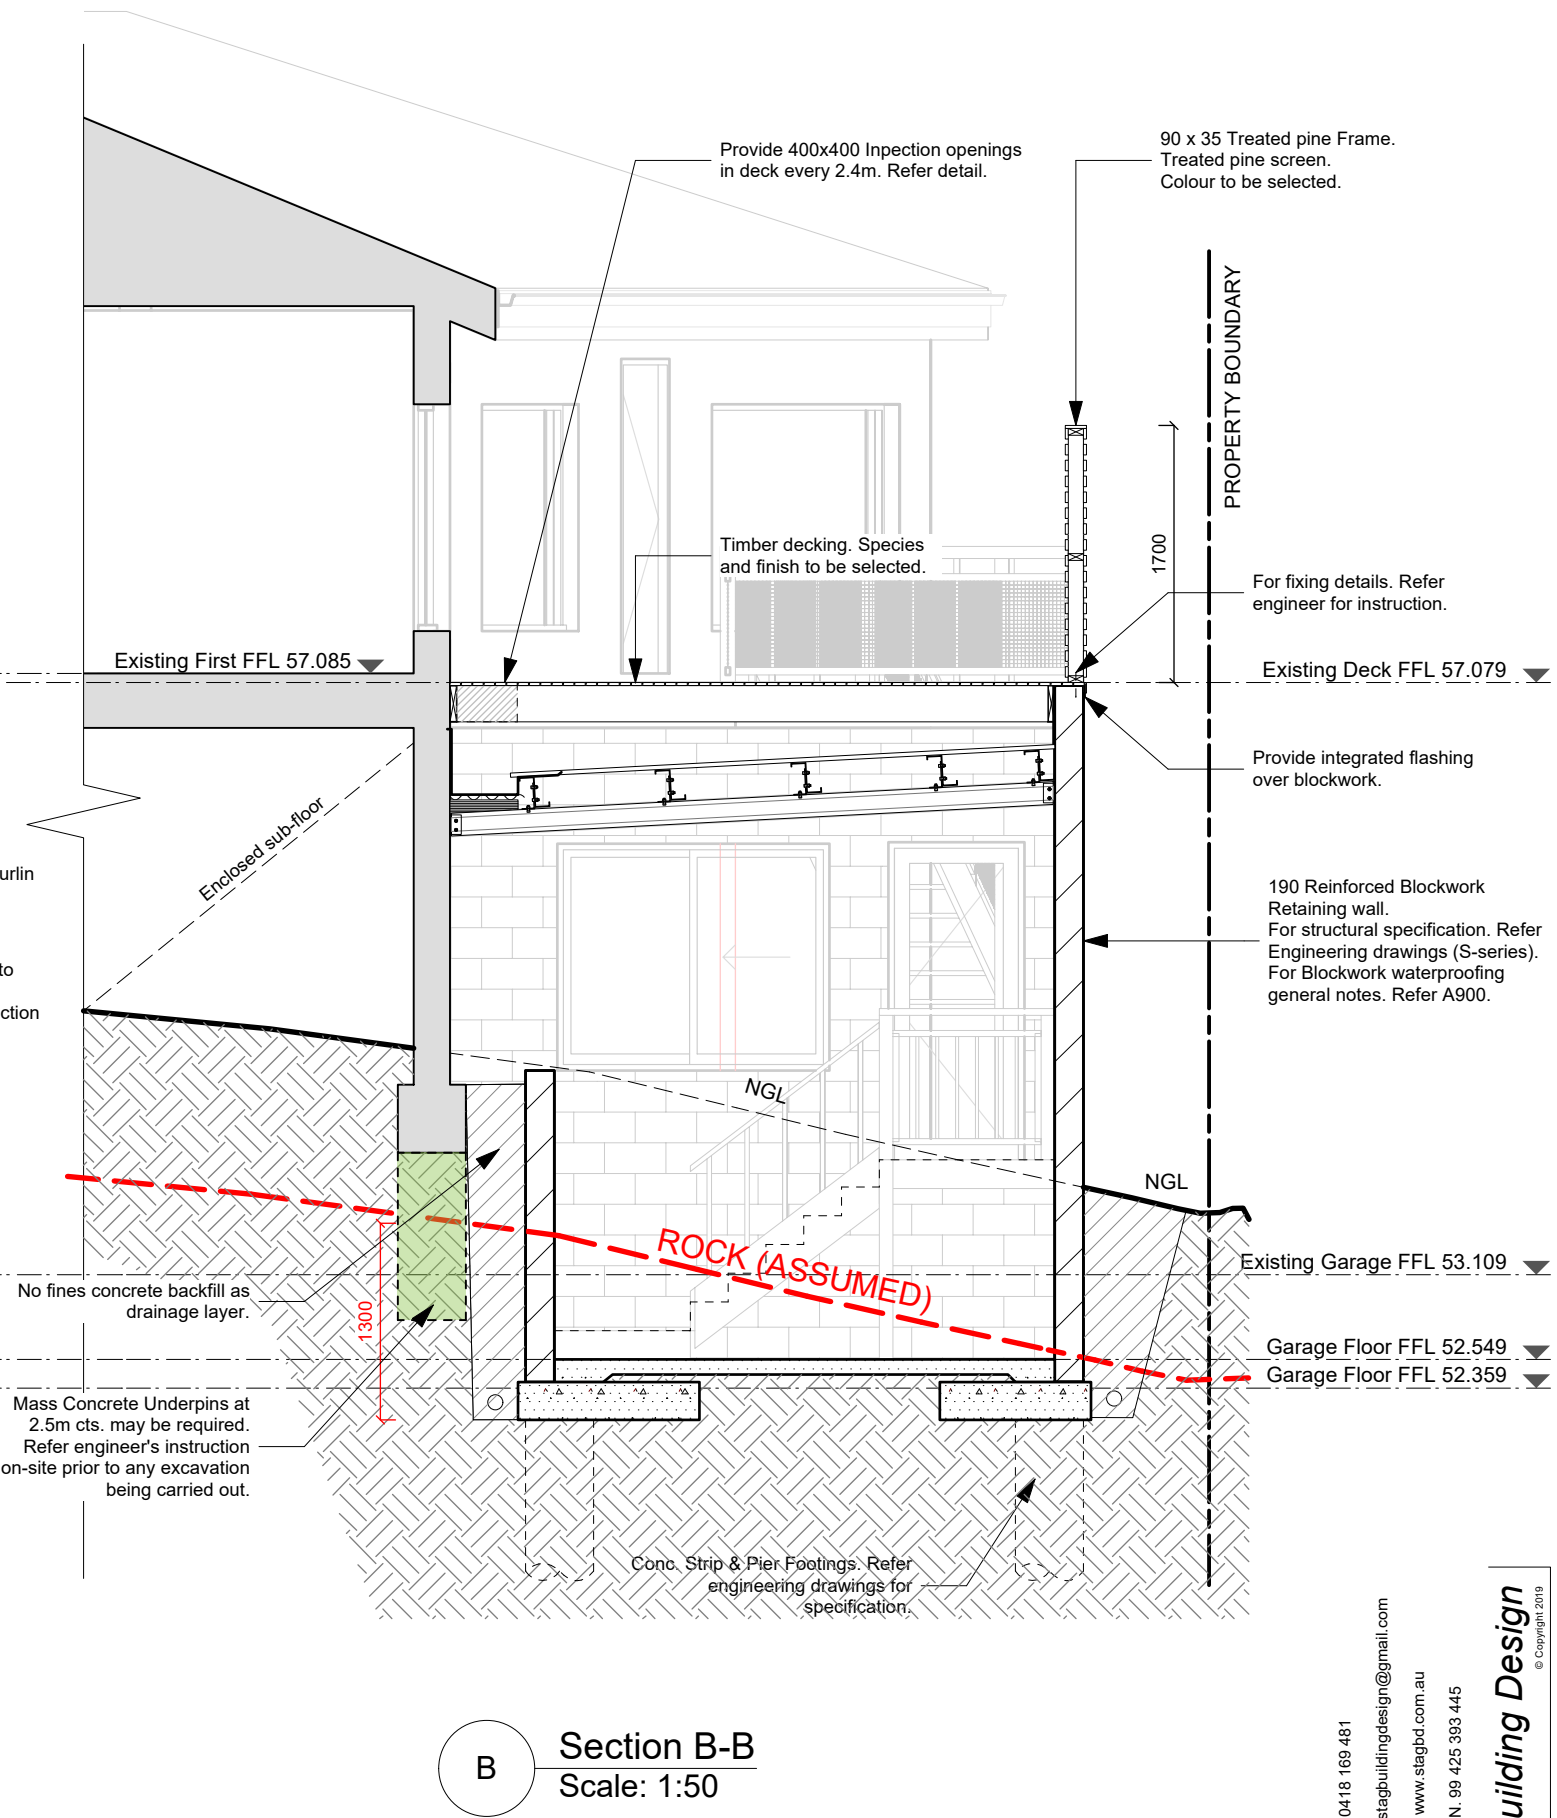 Provide 400x400 Inpection openings
in deck every 2.4m. Refer detail.
90 x 35 Treated pine Frame.
Treated pine screen.
Colour to be selected.
PROPERTY BOUNDARY
1700
Timber decking. Species
and finish to be selected.
For fixing details. Refer
engineer for instruction.
Existing First FFL 57.085
Existing Deck FFL 57.079
Provide integrated flashing
over blockwork.
Enclosed sub-floor
urlin
to
ction
190 Reinforced Blockwork
Retaining wall.
For structural specification. Refer
Engineering drawings (S-series).
For Blockwork waterproofing
general notes. Refer A900.
NGL
NGL
ROCK (ASSUMED)
Existing Garage FFL 53.109
No fines concrete backfill as
drainage layer.
1300
Garage Floor FFL 52.549
Garage Floor FFL 52.359
Mass Concrete Underpins at
2.5m cts. may be required.
Refer engineer's instruction
on-site prior to any excavation
being carried out.
Conc. Strip & Pier Footings. Refer
engineering drawings for
specification.
B
Section B-B
Scale: 1:50
0418 169 481
stagbuildingdesign@gmail.com
www.stagbd.com.au
N. 99 425 393 445
uilding Design
© Copyright 2019